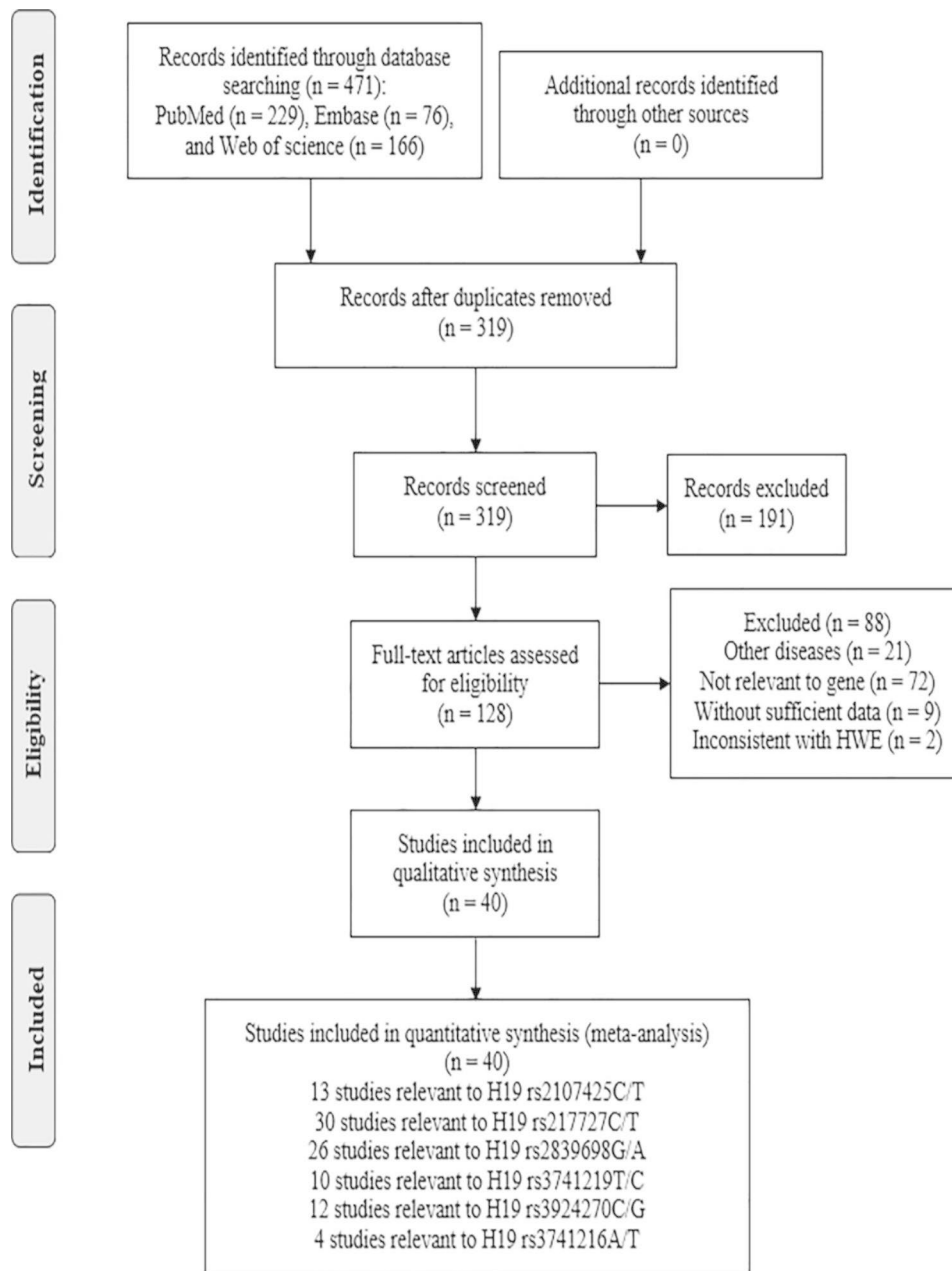 Identification
Records identified through database
searching (n = 471):
PubMed (n = 229), Embase (n = 76),
and Web of science (n = 166)
Additional records identified
through other sources
(n = 0)
Records after duplicates removed
(n = 319)
Screening
Records screened
(n = 319)
Records excluded
(n = 191)
Eligibility
Full-text articles assessed
for eligibility
(n = 128)
Excluded (n = 88)
Other diseases (n = 21)
Not relevant to gene (n = 72)
Without sufficient data (n = 9)
Inconsistent with HWE (n = 2)
Studies included in
qualitative synthesis
(n = 40)
Included
Studies included in quantitative synthesis (meta-analysis)
(n = 40)
13 studies relevant to H19 rs2107425C/T
30 studies relevant to H19 rs217727C/T
26 studies relevant to H19 rs2839698G/A
10 studies relevant to H19 rs3741219T/C
12 studies relevant to H19 rs3924270C/G
4 studies relevant to H19 rs3741216A/T